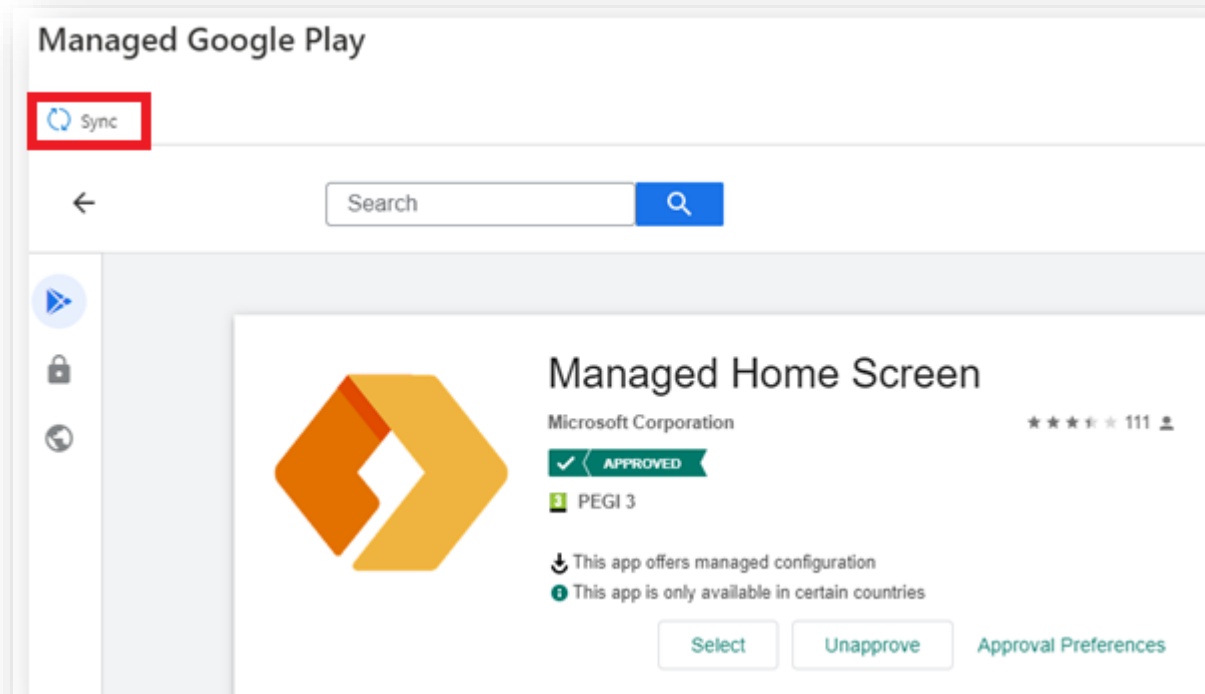 Managed Google Play
Sync
Search
Managed Home Screen
Microsoft Corporation
111
APPROVED
3 PEGI 3
This app offers managed configuration
This app is only available in certain countries
Select Unapprove Approval Preferences